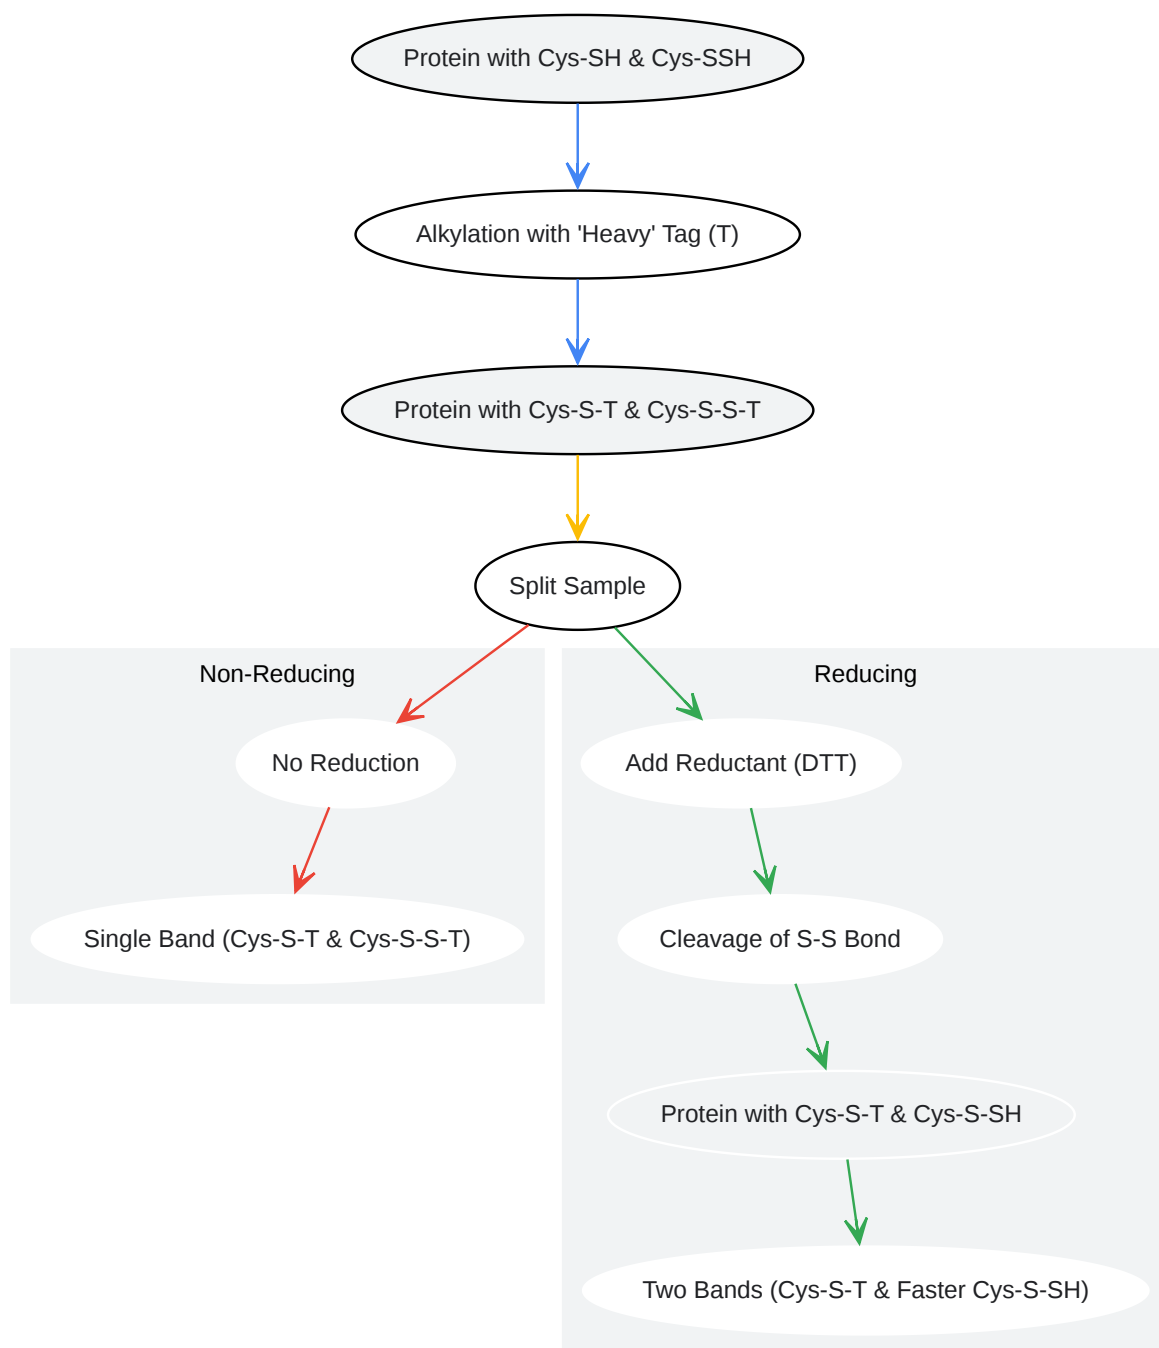 Protein with Cys-SH & Cys-SSH
Alkylation with 'Heavy' Tag (T)
Protein with Cys-S-T & Cys-S-S-T
Split Sample
Non-Reducing
Reducing
No Reduction
Add Reductant (DTT)
Single Band (Cys-S-T & Cys-S-S-T)
Cleavage of S-S Bond
Protein with Cys-S-T & Cys-S-SH
Two Bands (Cys-S-T & Faster Cys-S-SH)